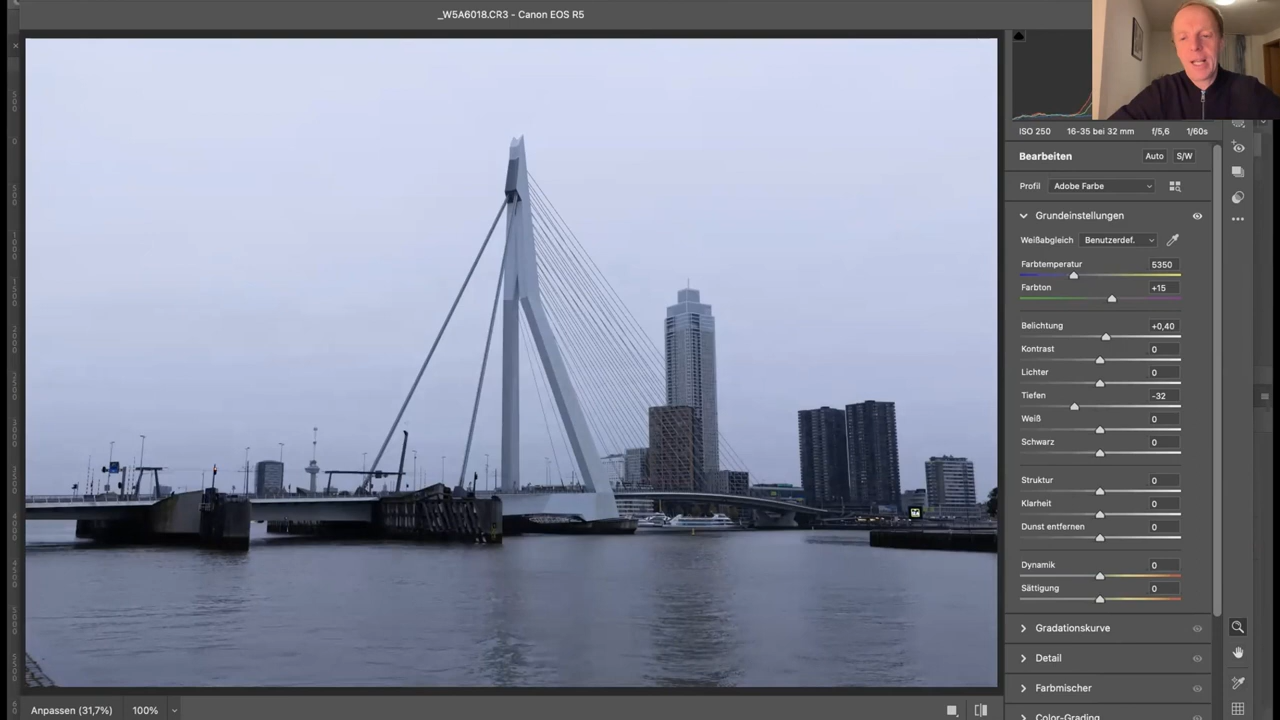 _W5A6018.CR3 - Canon EOS R5
ISO 250 16-35 bei 32 mm f/5,6 1/60s
Bearbeiten Auto S/W
Profil Adobe Farbe
Grundeinstellungen
Weißabgleich Benutzerdef.
Farbtemperatur 5350
Farbton +15
Belichtung +0,40
Kontrast 0
Lichter 0
Tiefen -32
Weiß 0
Schwarz 0
Struktur 0
Klarheit 0
Dunst entfernen 0
Dynamik 0
Sättigung 0
Gradationskurve
Detail
Farbmischer
Color-Grading
Anpassen (31,7%) 100%